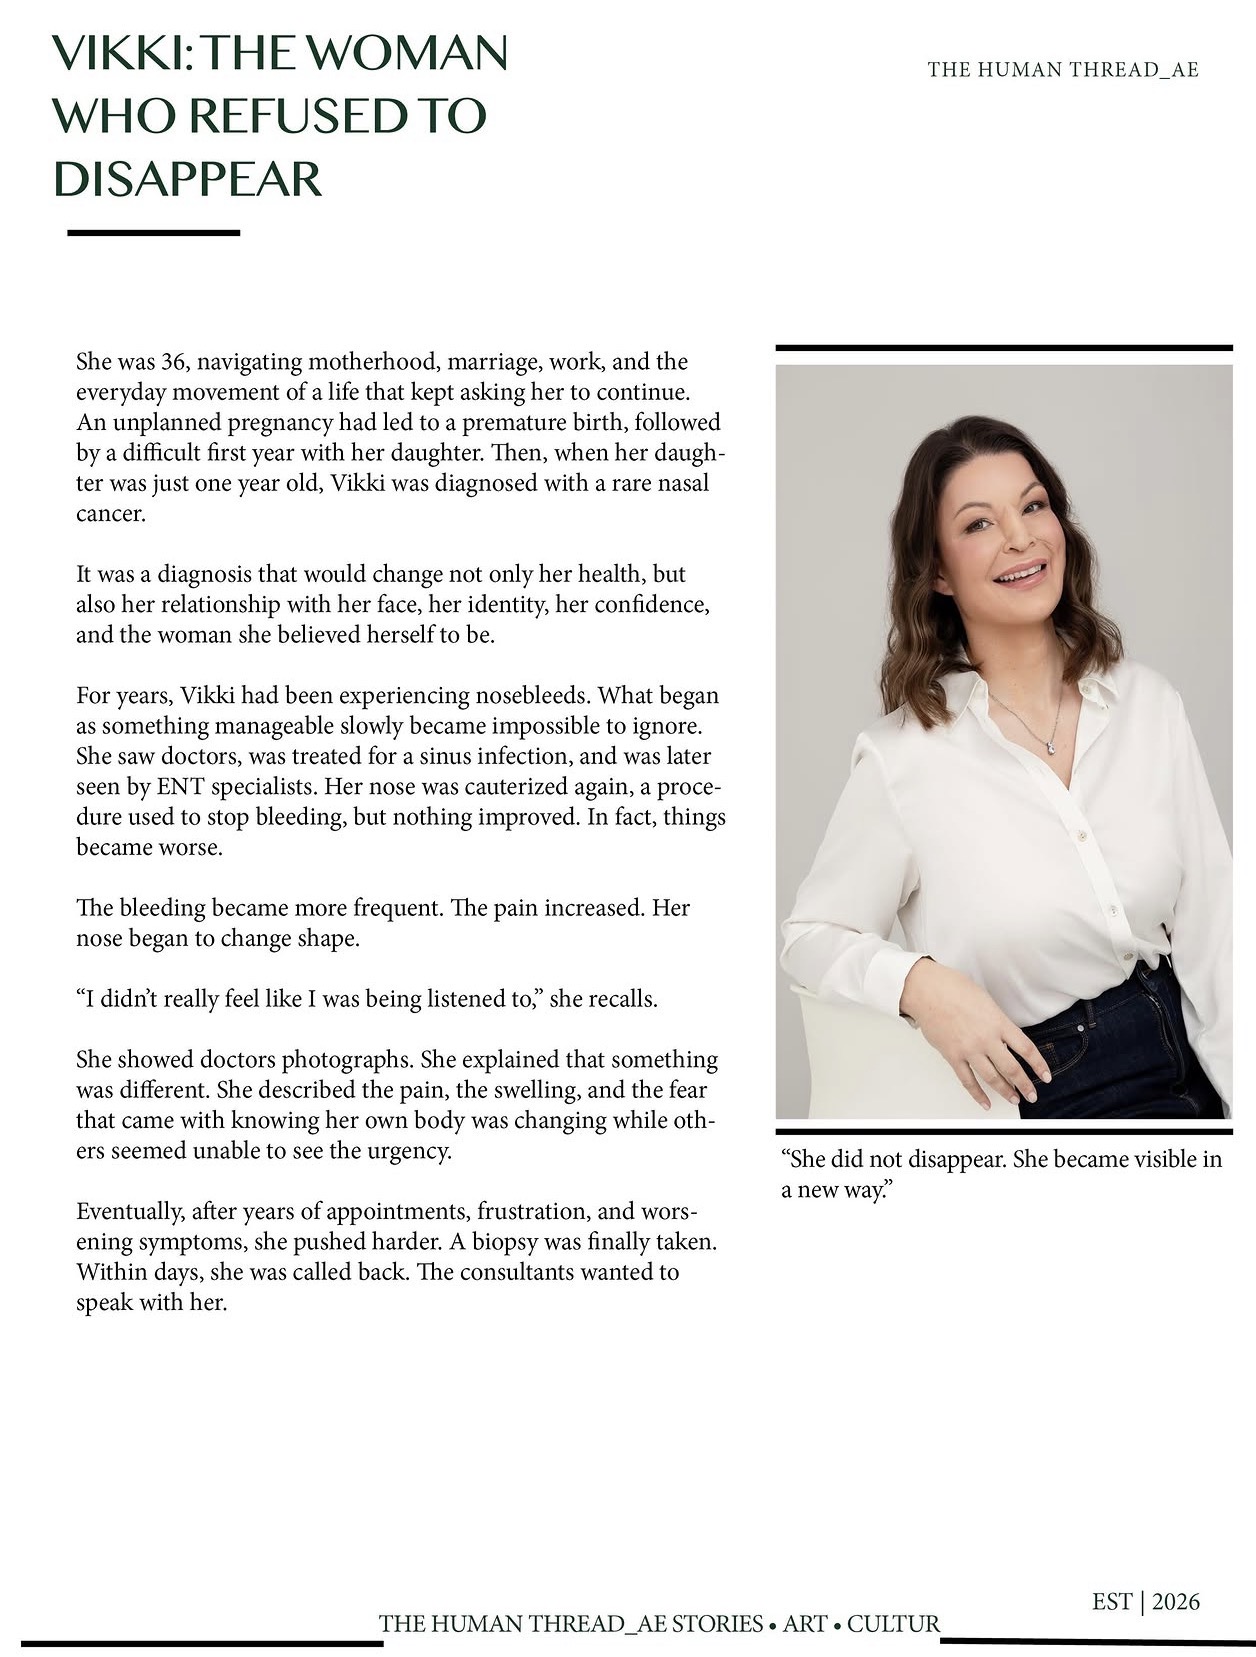 VIKKI: THE WOMAN
WHO REFUSED TO
DISAPPEAR
THE HUMAN THREAD_AE
She was 36, navigating motherhood, marriage, work, and the
everyday movement of a life that kept asking her to continue.
An unplanned pregnancy had led to a premature birth, followed
by a difficult first year with her daughter. Then, when her daugh-
ter was just one year old, Vikki was diagnosed with a rare nasal
cancer.
It was a diagnosis that would change not only her health, but
also her relationship with her face, her identity, her confidence,
and the woman she believed herself to be.
For years, Vikki had been experiencing nosebleeds. What began
as something manageable slowly became impossible to ignore.
She saw doctors, was treated for a sinus infection, and was later
seen by ENT specialists. Her nose was cauterized again, a proce-
dure used to stop bleeding, but nothing improved. In fact, things
became worse.
The bleeding became more frequent. The pain increased. Her
nose began to change shape.
“I didn’t really feel like I was being listened to,” she recalls.
She showed doctors photographs. She explained that something
was different. She described the pain, the swelling, and the fear
that came with knowing her own body was changing while oth-
ers seemed unable to see the urgency.
Eventually, after years of appointments, frustration, and wors-
ening symptoms, she pushed harder. A biopsy was finally taken.
Within days, she was called back. The consultants wanted to
speak with her.
“She did not disappear. She became visible in
a new way.”
EST | 2026
THE HUMAN THREAD_AE STORIES • ART • CULTUR